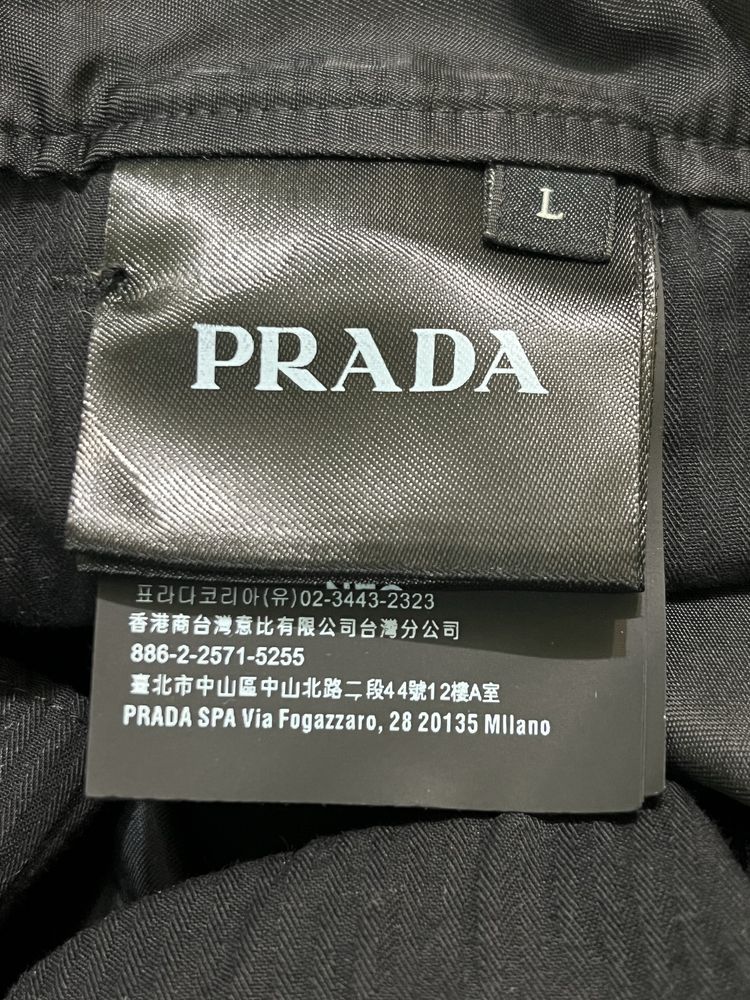 L
PRADA
표라다코리아(유)02-3443-2323
香港商台灣意比有限公司台灣分公司
886-2-2571-5255
臺北市中山區中山北路二段44號12樓A室
PRADA SPA Via Fogazzaro, 28 20135 MIlano